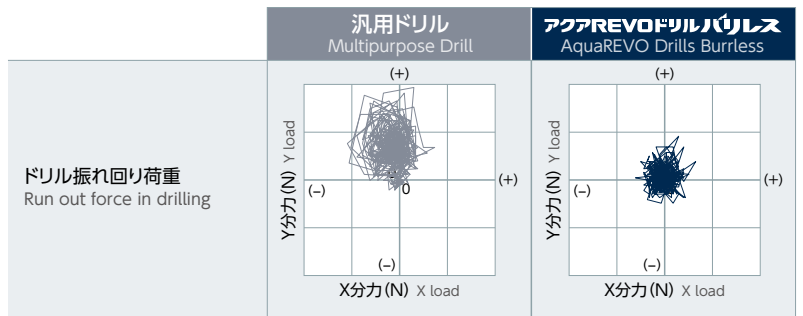 汎用ドリル
Multipurpose Drill
アクアREVOドリルバリレス
AquaREVO Drills Burrless
ドリル振れ回り荷重
Run out force in drilling
(+)
Y分力(N) Y load
(−)
0
(+)
(−)
X分力(N) X load
(+)
Y分力(N) Y load
(−)
(+)
(−)
X分力(N) X load